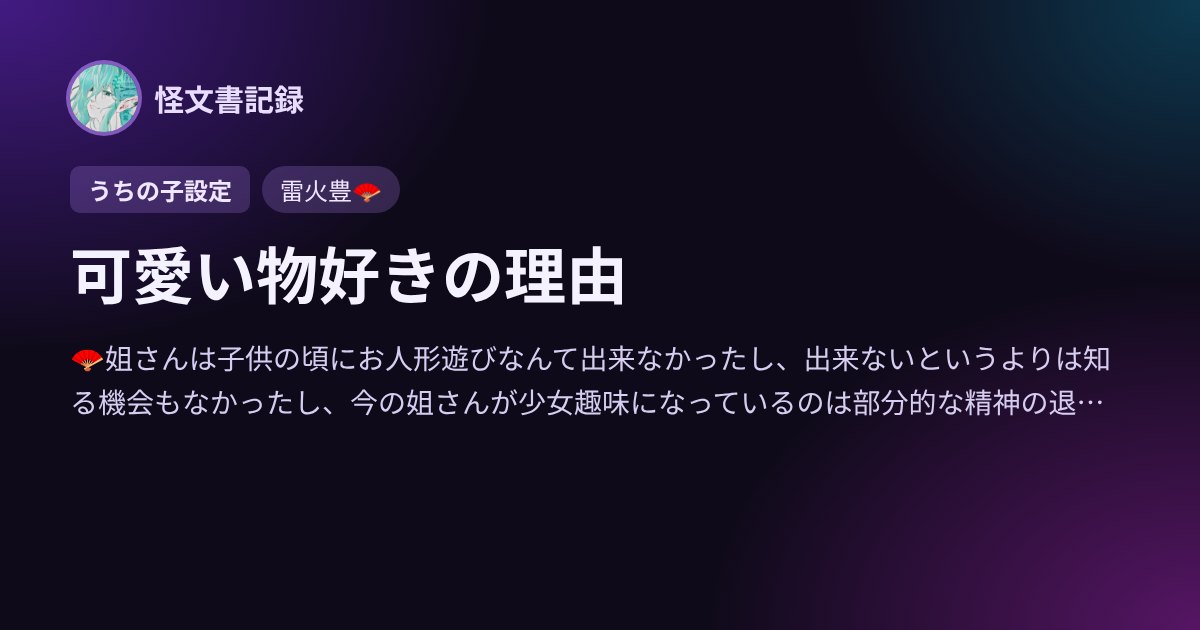 怪文書記録
うちの子設定
雷火豊🪭
可愛い物好きの理由
🪭姐さんは子供の頃にお人形遊びなんて出来なかったし、出来ないというよりは知
る機会もなかったし、今の姐さんが少女趣味になっているのは部分的な精神の退…